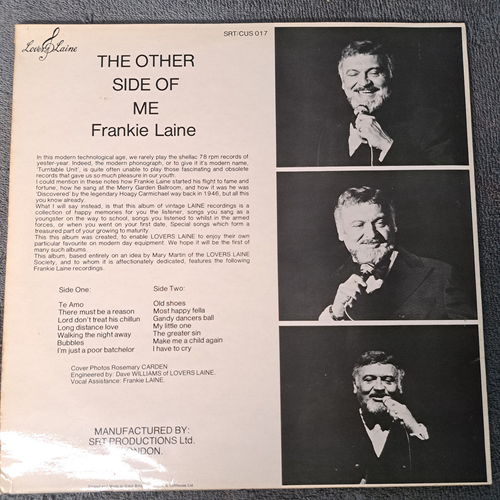 Lovers Laine
SRT/CUS 017
THE OTHER
SIDE OF
ME
Frankie Laine
In this modern technological age, we rarely play the shellac 78 rpm records of
yester-year. Indeed, the modern phonograph, or to give it it's modern name,
'Turntable Unit', is quite often unable to play those fascinating and obsolete
records that gave us so much pleasure in our youth.
I could mention in these notes how Frankie Laine started his flight to fame and
fortune, how he sang at the Merry Garden Ballroom, and how it was he was
'Discovered' by the legendary Hoagy Carmichael way back in 1946, but all this
you know already.
What I will say instead, is that this album of vintage LAINE recordings is a
collection of happy memories for you the listener, songs you sang as a
youngster on the way to school, songs you listened to whilst in the armed
forces, or when you went on your first date, Special songs which form a
treasured part of your growing to maturity.
This album was created, to enable LOVERS LAINE to enjoy their own
particular favourite on modern day equipment. We hope it will be the first of
many such albums.
This album, based entirely on an idea by Mary Martin of the LOVERS LAINE
Society, and to whom it is affectionately dedicated, features the following
Frankie Laine recordings.
Side One:
Te Amo
There must be a reason
Lord don't treat his chillun
Long distance love
Walking the night away
Bubbles
I'm just a poor batchelor
Side Two:
Old shoes
Most happy fella
Gandy dancers ball
My little one
The greater sin
Make me a child again
I have to cry
Cover Photos Rosemary CARDEN
Engineered by: Dave WILLIAMS of LOVERS LAINE.
Vocal Assistance: Frankie LAINE.
MANUFACTURED BY:
SRT PRODUCTIONS Ltd.
LONDON.